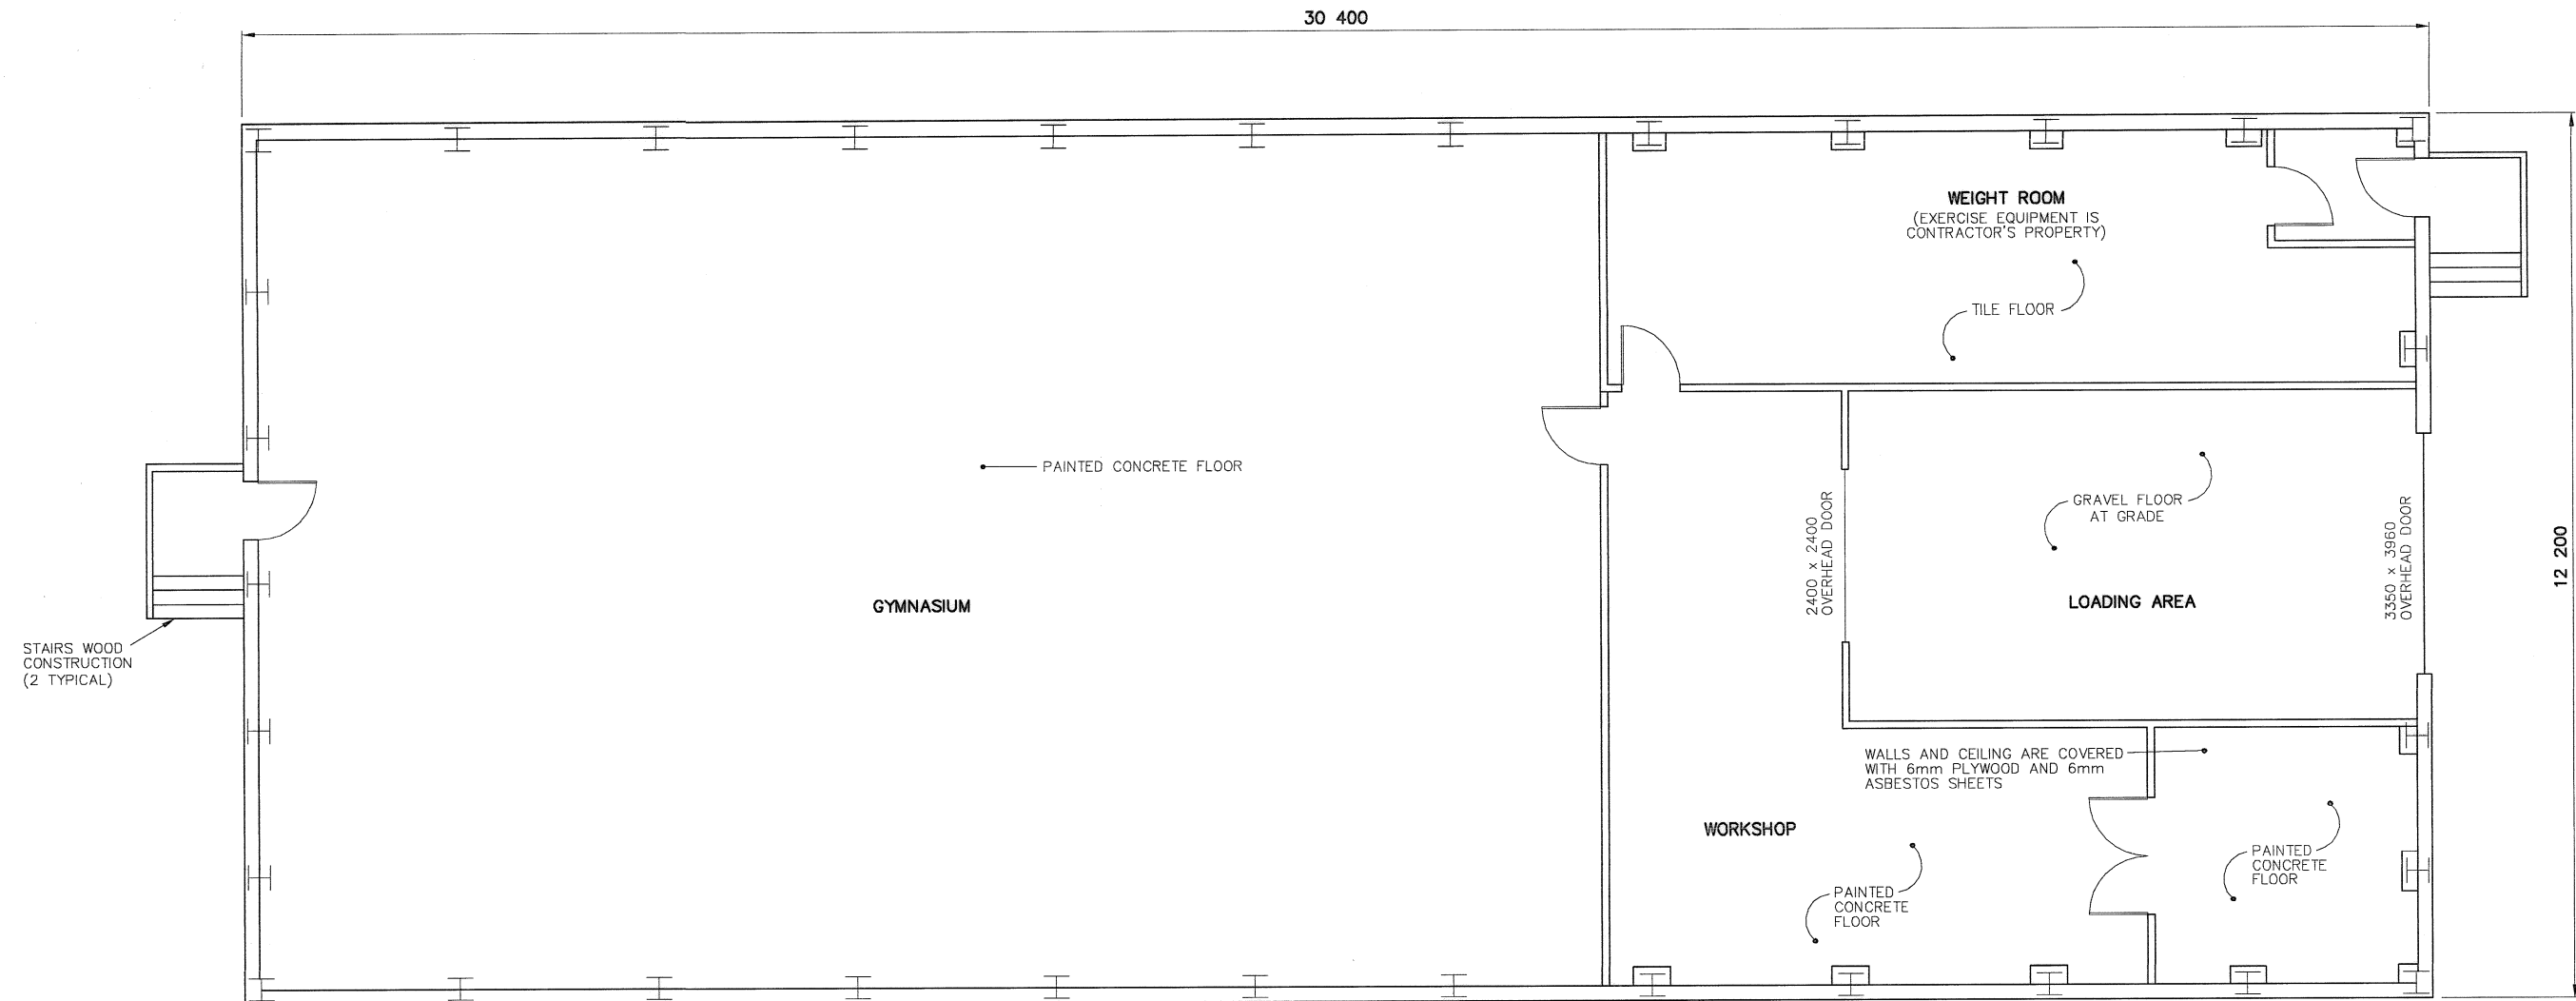 30 400
WEIGHT ROOM
(EXERCISE EQUIPMENT IS
CONTRACTOR'S PROPERTY)
TILE FLOOR
PAINTED CONCRETE FLOOR
GYMNASIUM
STAIRS WOOD
CONSTRUCTION
(2 TYPICAL)
2400 x 2400
OVERHEAD DOOR
GRAVEL FLOOR
AT GRADE
LOADING AREA
3350 x 3960
OVERHEAD DOOR
12 200
WALLS AND CEILING ARE COVERED
WITH 6mm PLYWOOD AND 6mm
ASBESTOS SHEETS
WORKSHOP
PAINTED
CONCRETE
FLOOR
PAINTED
CONCRETE
FLOOR